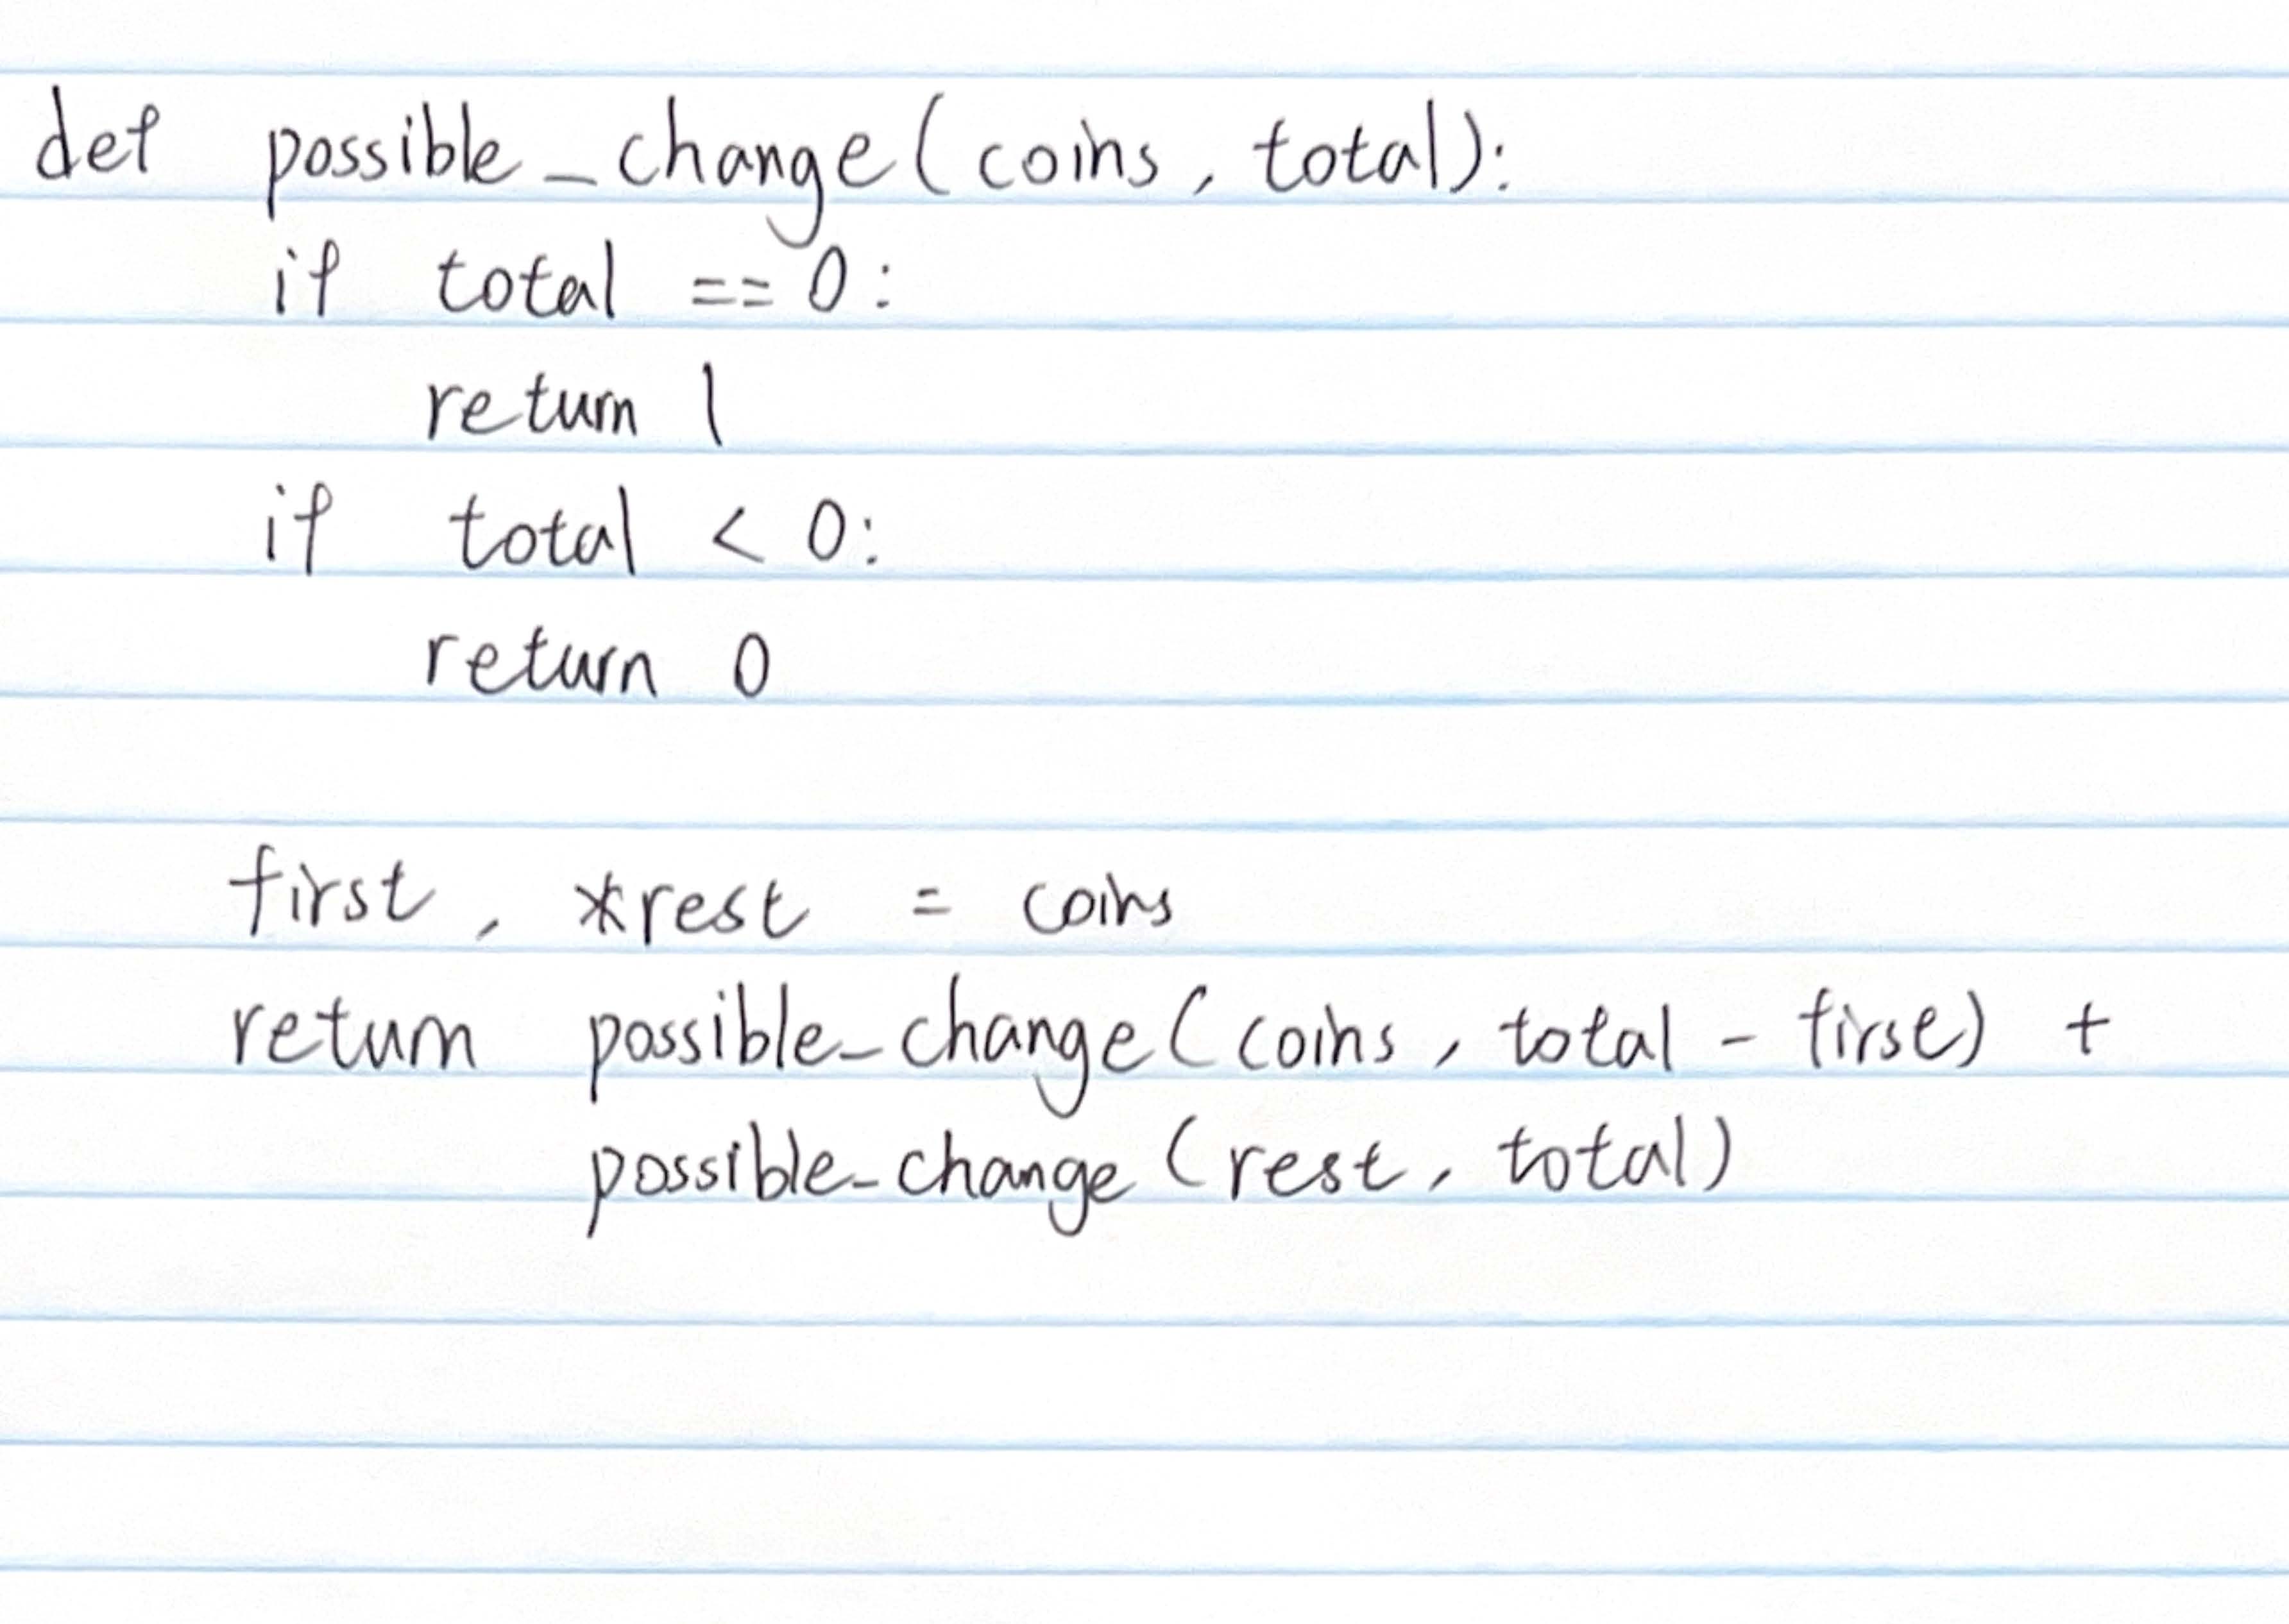 def possible_change(coins, total):
if total == 0:
return 1
if total < 0:
return 0
first, *rest = coins
return possible_change(coins, total - first) +
possible_change(rest, total)